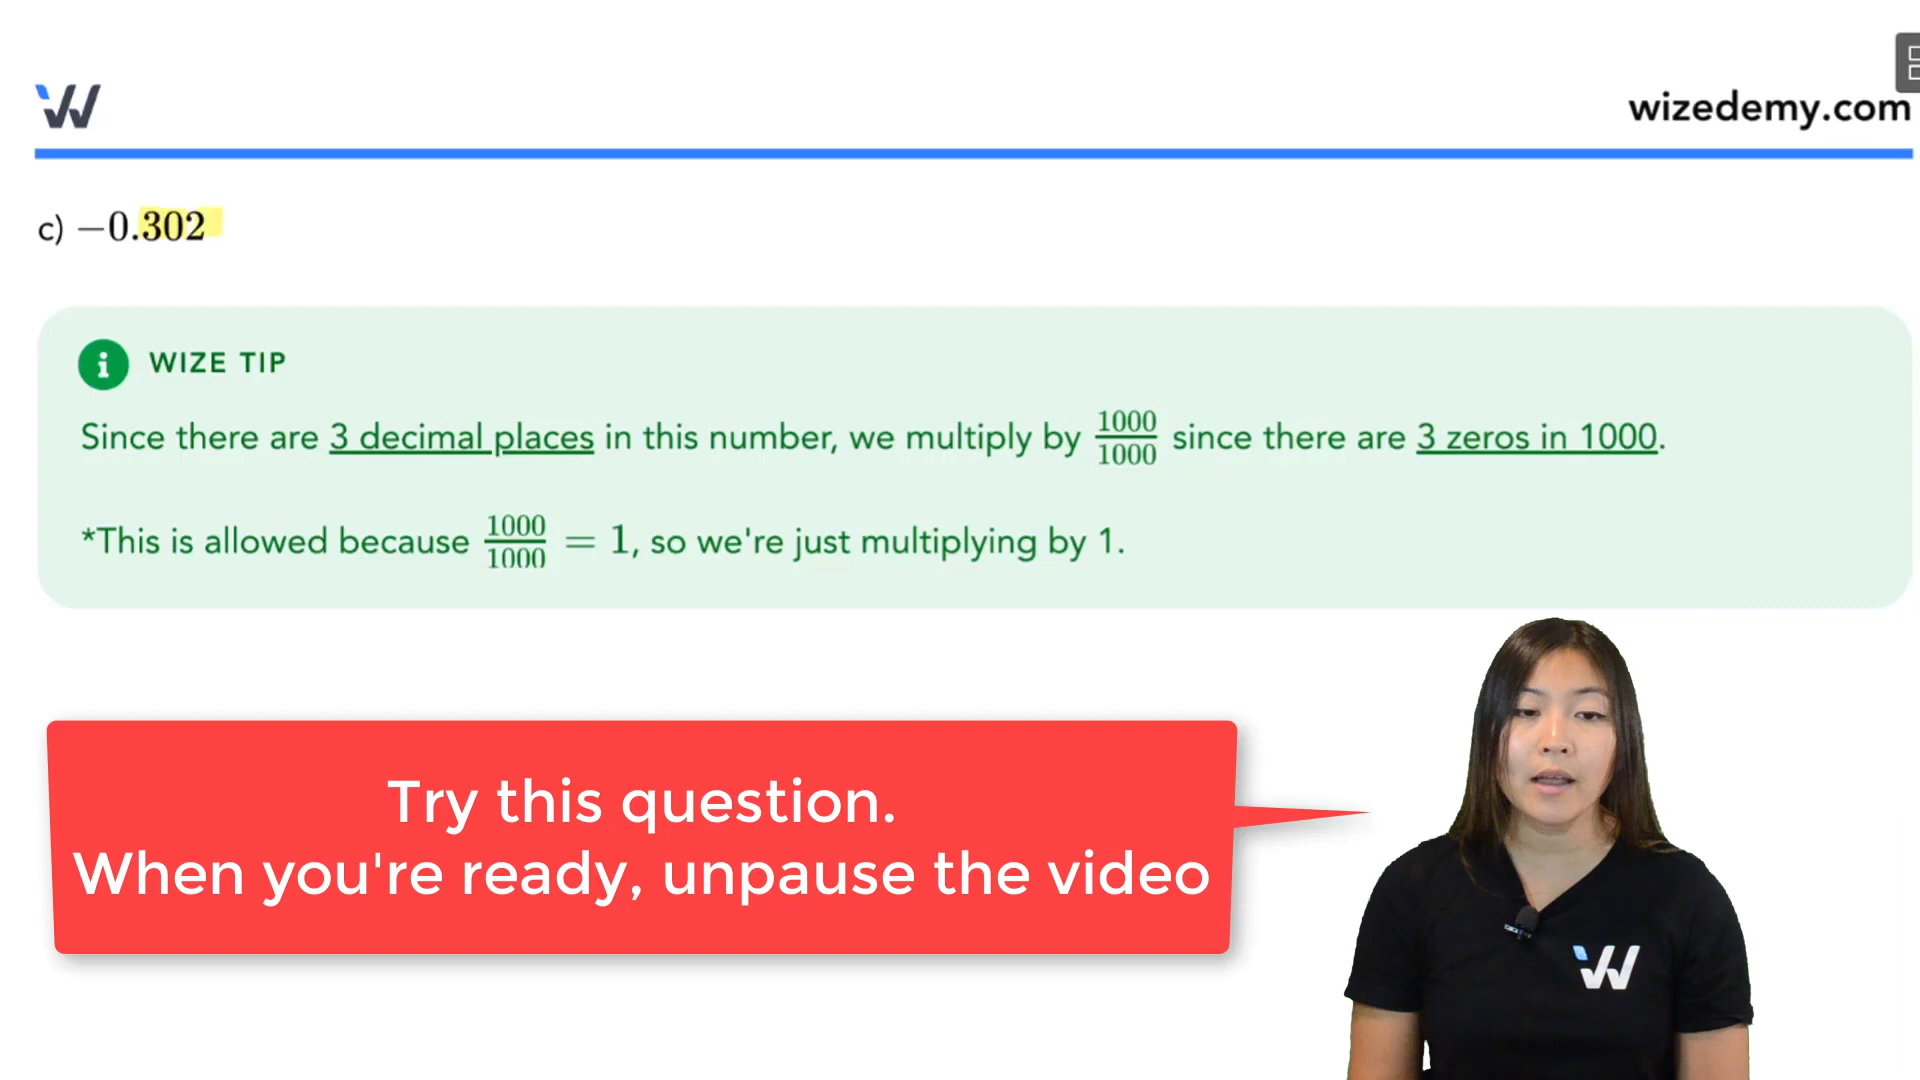 wizedemy.com
c) −0.302
i WIZE TIP
Since there are 3 decimal places in this number, we multiply by 1000/1000 since there are 3 zeros in 1000.
*This is allowed because 1000/1000 = 1, so we're just multiplying by 1.
Try this question.
When you're ready, unpause the video